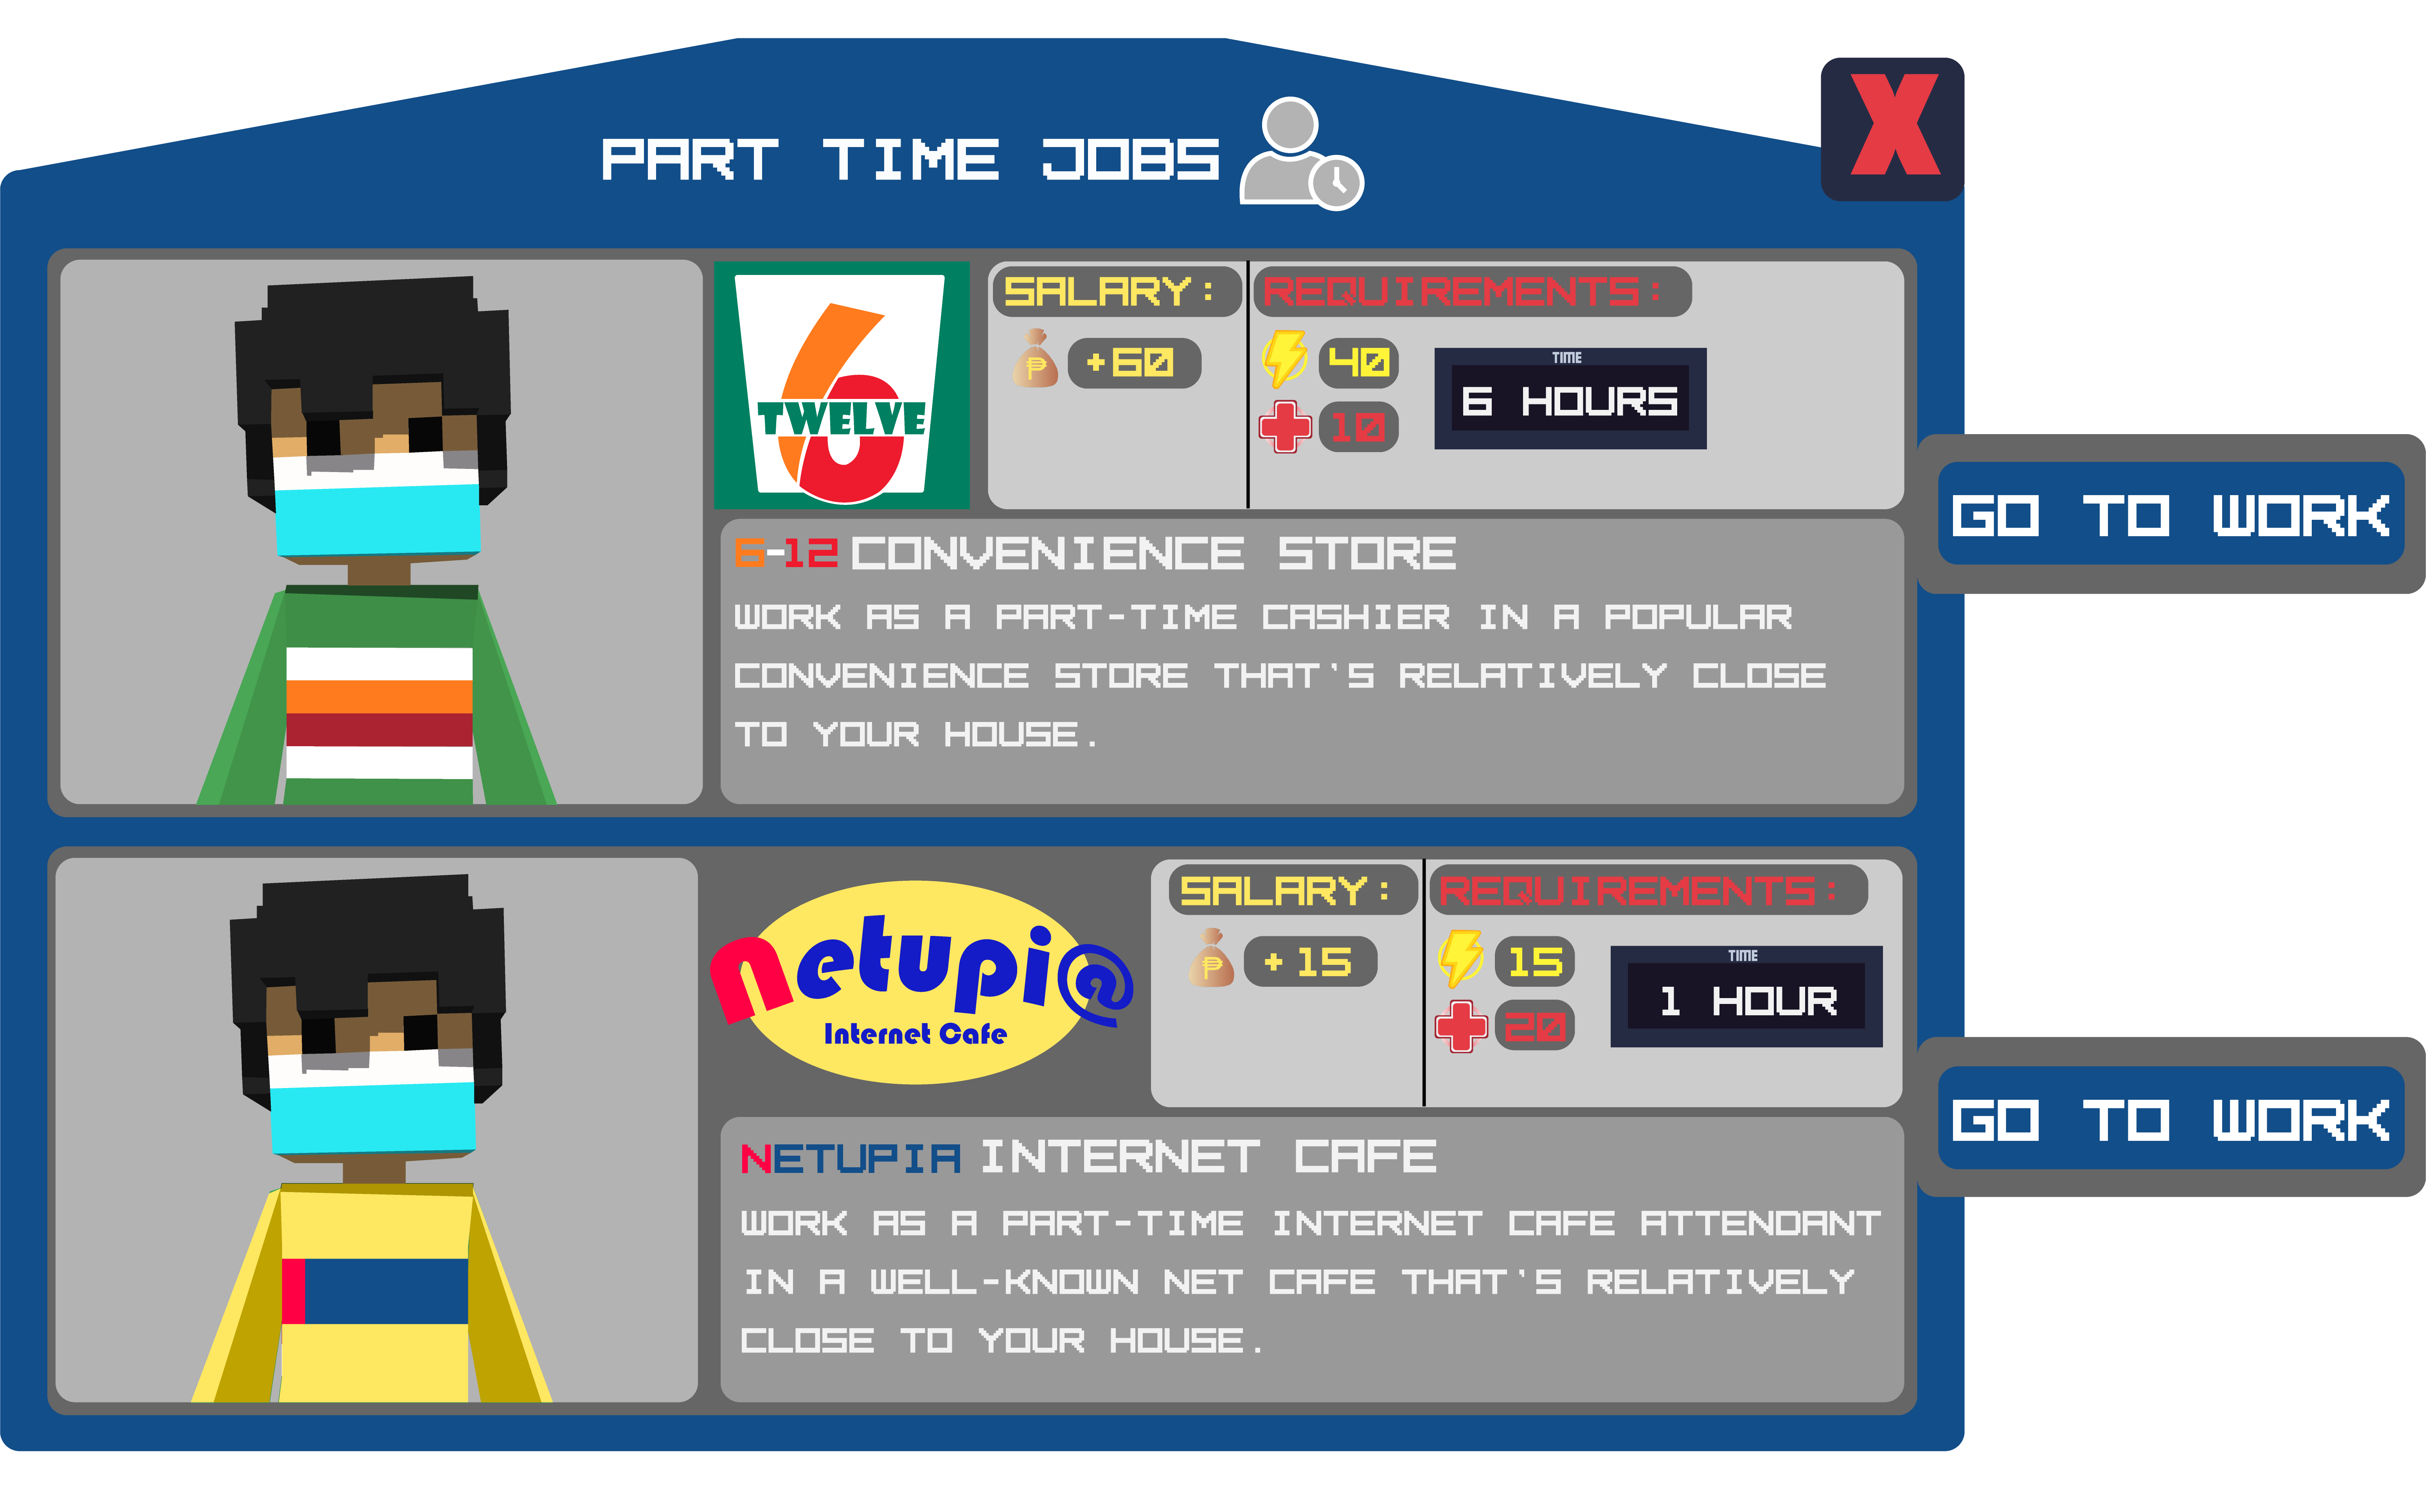 PART TIME JOBS
X
6
TWELVE
SALARY:
₱ +60
REQUIREMENTS:
40
10
TIME
6 HOURS
6-12 CONVENIENCE STORE
WORK AS A PART-TIME CASHIER IN A POPULAR
CONVENIENCE STORE THAT'S RELATIVELY CLOSE
TO YOUR HOUSE.
GO TO WORK
netupi@
Internet Cafe
SALARY:
₱ +15
REQUIREMENTS:
15
20
TIME
1 HOUR
NETUPIA INTERNET CAFE
WORK AS A PART-TIME INTERNET CAFE ATTENDANT
IN A WELL-KNOWN NET CAFE THAT'S RELATIVELY
CLOSE TO YOUR HOUSE.
GO TO WORK